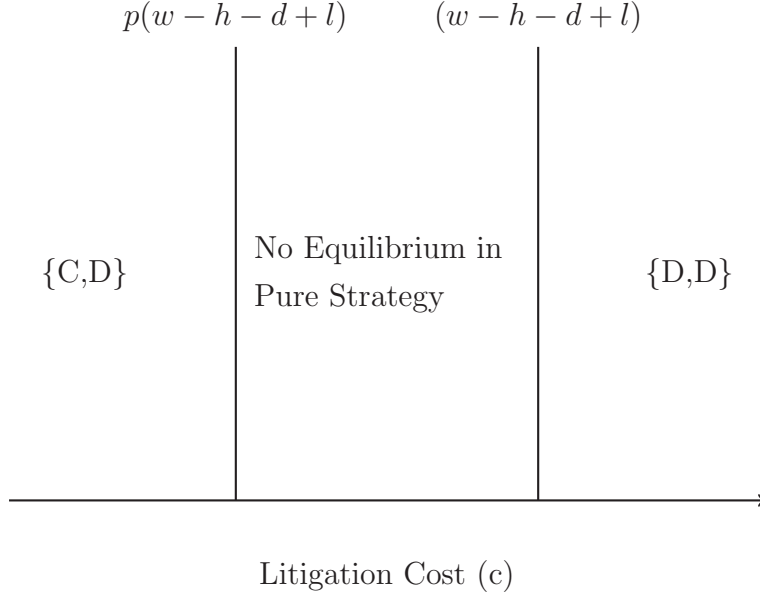 p(w − h − d + l)
(w − h − d + l)
{C,D}
No Equilibrium in
Pure Strategy
{D,D}
Litigation Cost (c)